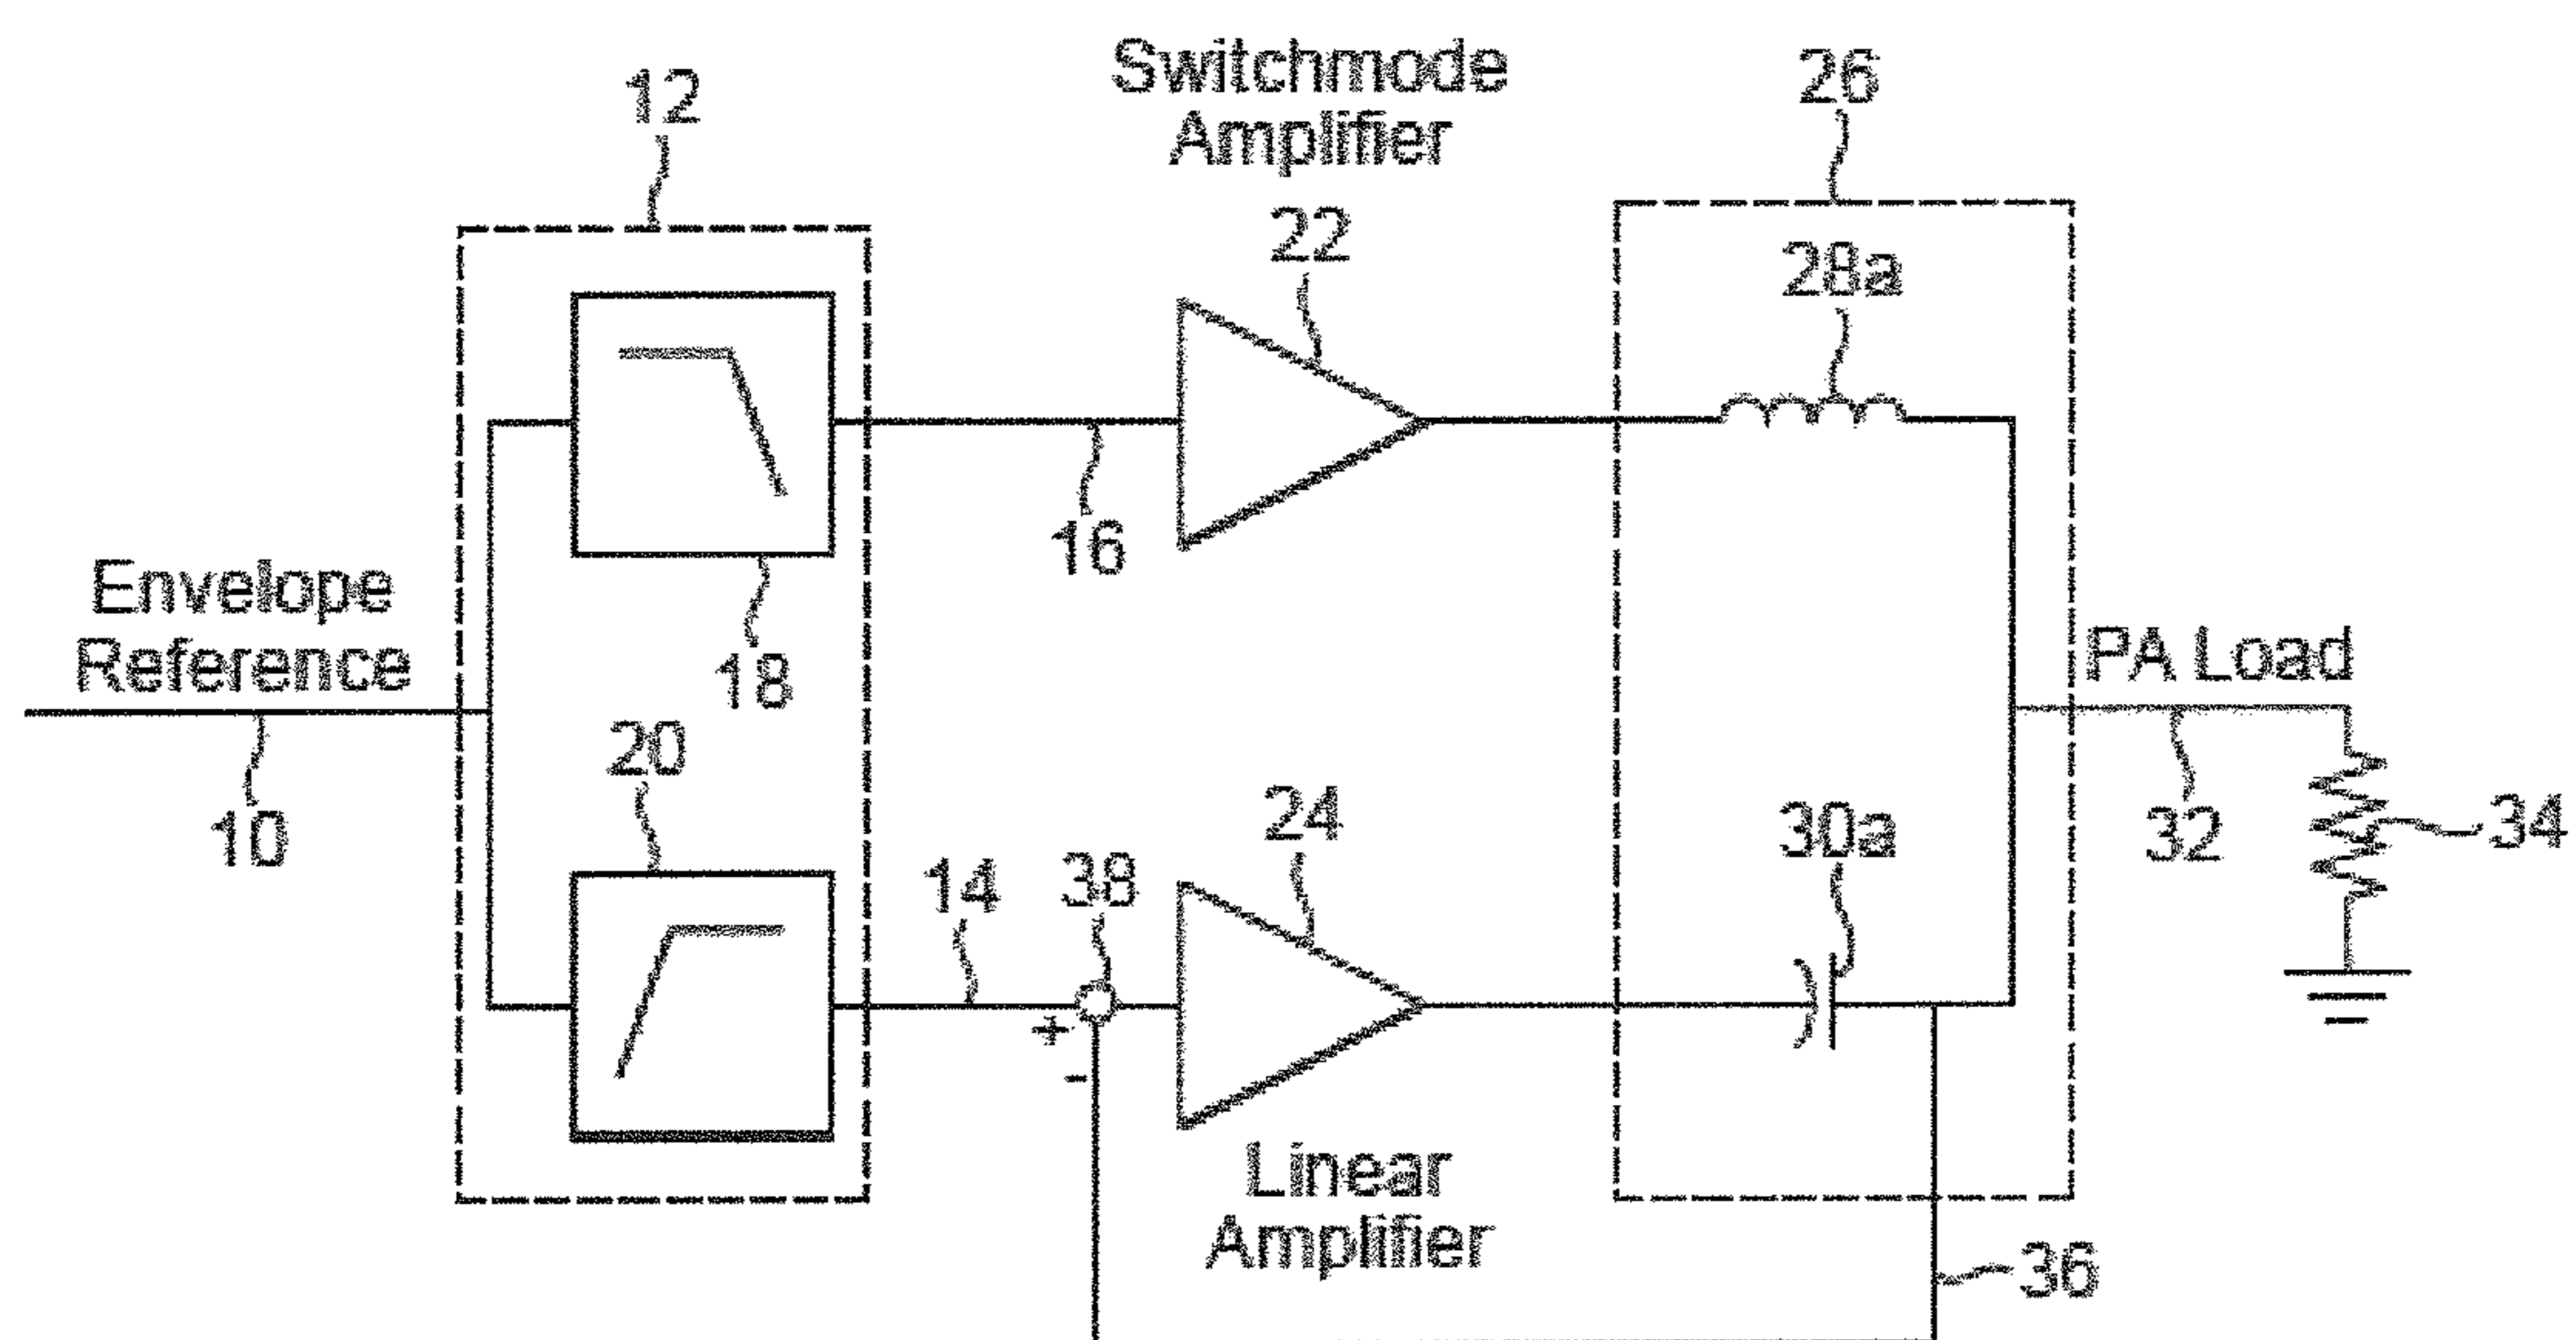 Switchmode
Amplifier
12
22
26
28a
16
Envelope
Reference
18
PA Load
10
20
14
38
24
30a
32
34
+
-
Linear
Amplifier
36